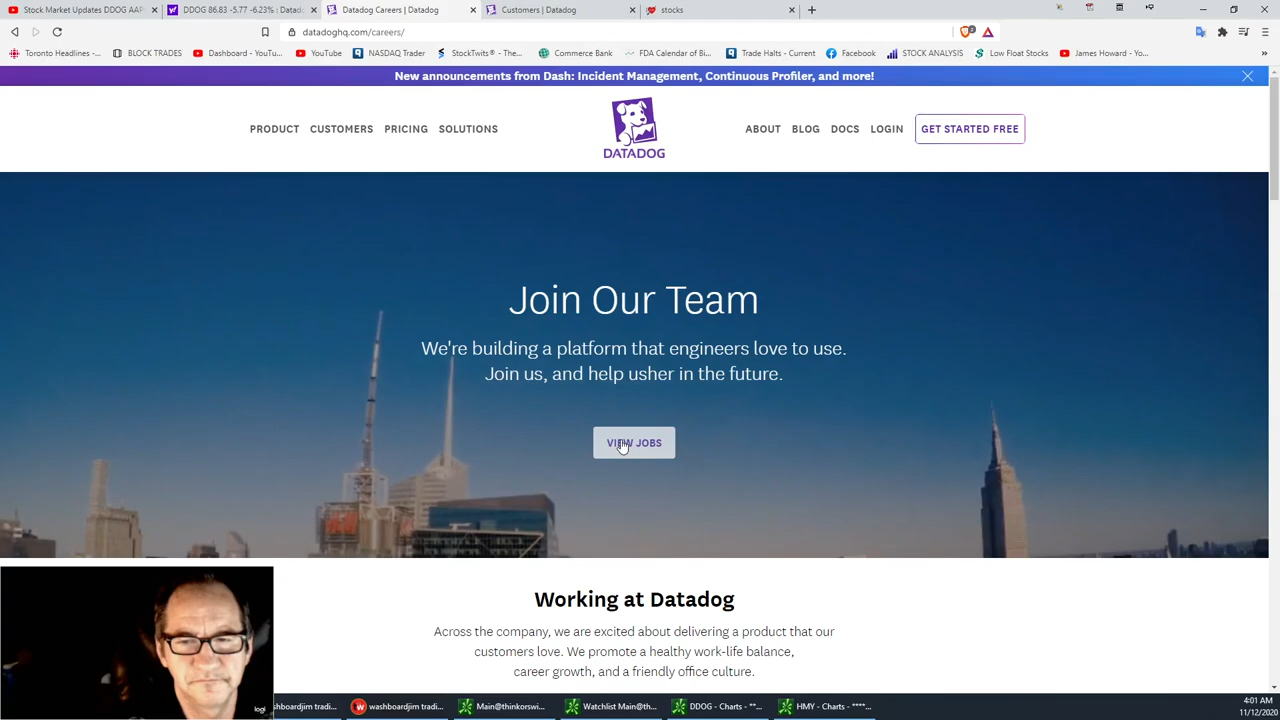 Stock Market Updates DDOG AAP
DDOG 86.83 -5.77 -6.23% : Datad
Datadog Careers | Datadog
Customers | Datadog
stocks
datadoghq.com/careers/
Toronto Headlines -...
BLOCK TRADES
Dashboard - YouTu...
YouTube
NASDAQ Trader
StockTwits® - The...
Commerce Bank
FDA Calendar of Bi...
Trade Halts - Current
Facebook
STOCK ANALYSIS
Low Float Stocks
James Howard - Yo...
New announcements from Dash: Incident Management, Continuous Profiler, and more!
PRODUCT CUSTOMERS PRICING SOLUTIONS
DATADOG
ABOUT BLOG DOCS LOGIN GET STARTED FREE
Join Our Team
We're building a platform that engineers love to use.
Join us, and help usher in the future.
VIEW JOBS
Working at Datadog
Across the company, we are excited about delivering a product that our
customers love. We promote a healthy work-life balance,
career growth, and a friendly office culture.
logi
shboardjim tradi...
washboardjim tradi...
Main@thinkorswi...
Watchlist Main@th...
DDOG - Charts - **...
HMY - Charts - ****...
4:01 AM
11/12/2020